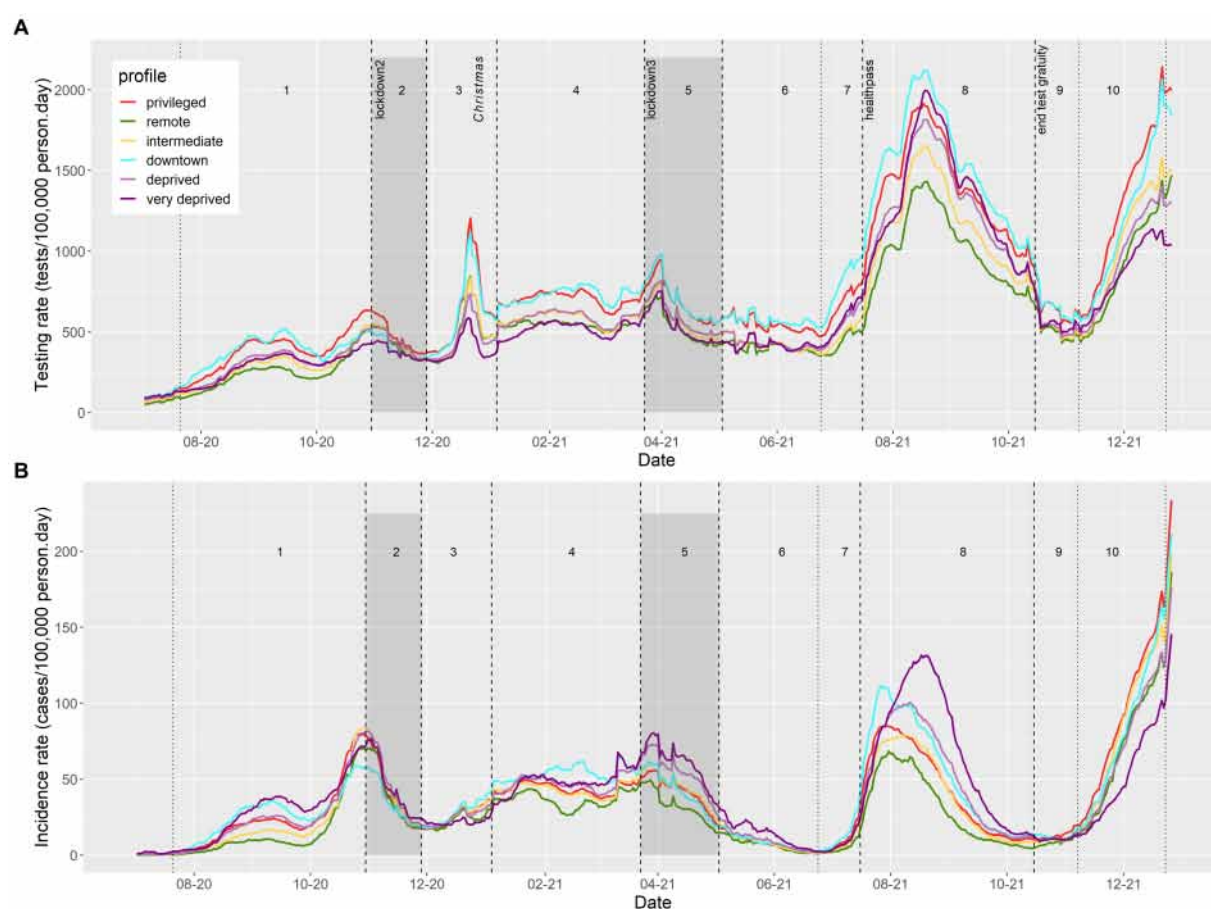 A
Testing rate (tests/100,000 person.day)
2000
1500
1000
500
0
profile
privileged
remote
intermediate
downtown
deprived
very deprived
1
lockdown2
2
3
Christmas
4
lockdown3
5
6
7
healthpass
8
end test gratuity
9
10
08-20
10-20
12-20
02-21
04-21
06-21
08-21
10-21
12-21
Date
B
Incidence rate (cases/100,000 person.day)
200
150
100
50
0
1
2
3
4
5
6
7
8
9
10
08-20
10-20
12-20
02-21
04-21
06-21
08-21
10-21
12-21
Date